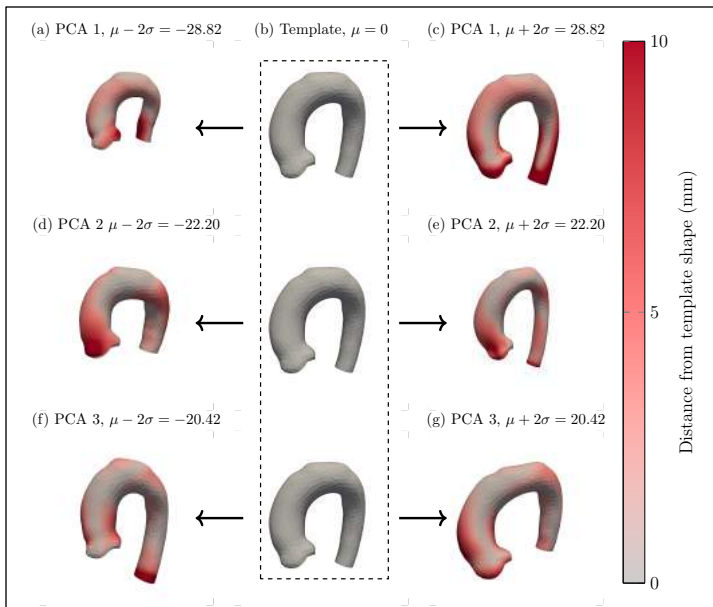 (a) PCA 1, μ − 2σ = −28.82
(b) Template, μ = 0
(c) PCA 1, μ + 2σ = 28.82
(d) PCA 2 μ − 2σ = −22.20
(e) PCA 2, μ + 2σ = 22.20
(f) PCA 3, μ − 2σ = −20.42
(g) PCA 3, μ + 2σ = 20.42
10
5
0
Distance from template shape (mm)